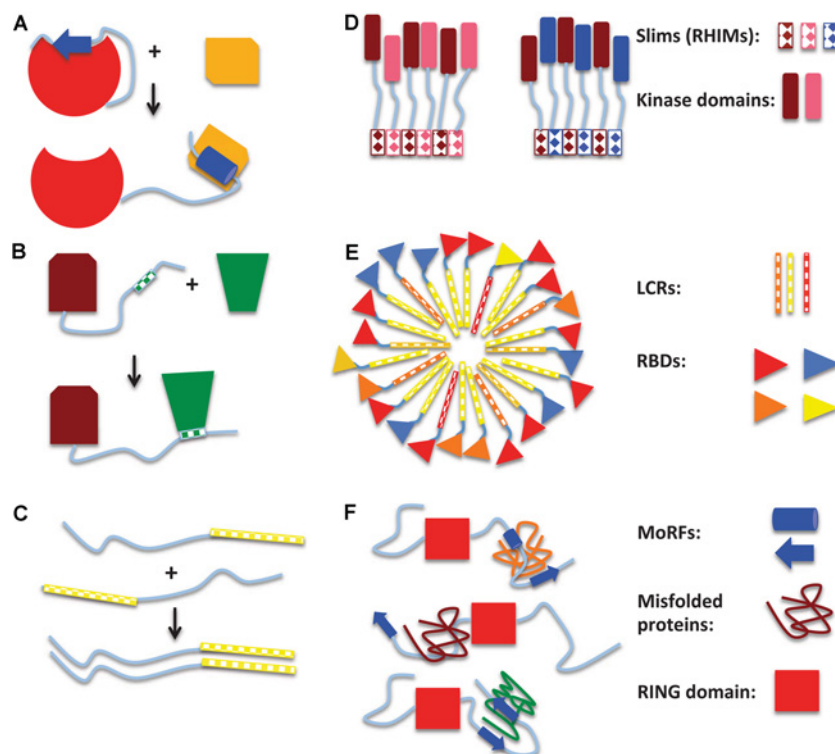 A
+
B
+
C
+
D
Slims (RHIMs):
Kinase domains:
E
LCRs:
RBDs:
F
MoRFs:
Misfolded
proteins:
RING domain: